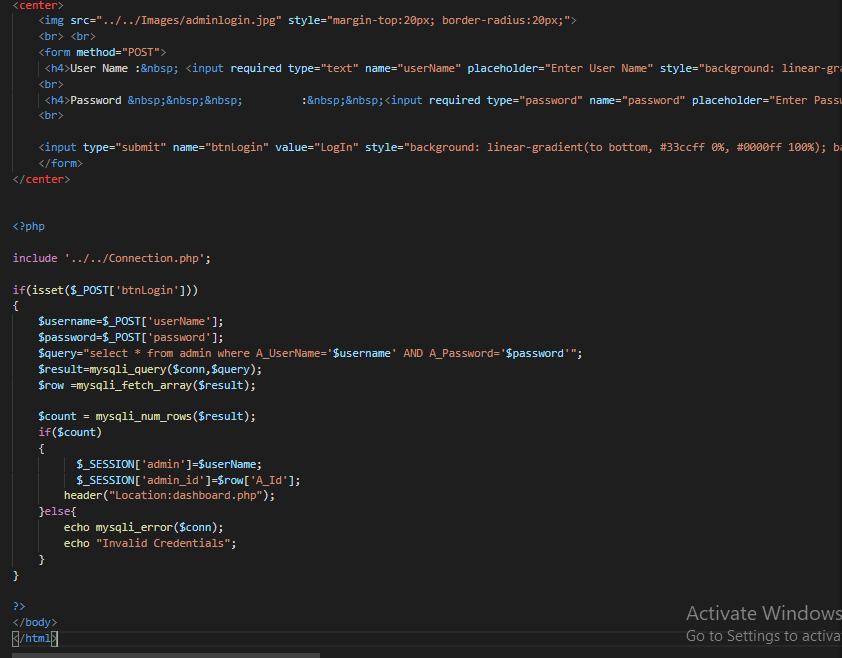 <center>
<img src="../../Images/adminlogin.jpg" style="margin-top:20px; border-radius:20px;">
<br> <br>
<form method="POST">
<h4>User Name :&nbsp; <input required type="text" name="userName" placeholder="Enter User Name" style="background: linear-gra
<br>
<h4>Password &nbsp;&nbsp;&nbsp; :&nbsp;&nbsp;<input required type="password" name="password" placeholder="Enter Passw
<br>
<input type="submit" name="btnLogin" value="LogIn" style="background: linear-gradient(to bottom, #33ccff 0%, #0000ff 100%); ba
</form>
</center>
<?php
include '../../Connection.php';
if(isset($_POST['btnLogin']))
{
$username=$_POST['userName'];
$password=$_POST['password'];
$query="select * from admin where A_UserName='$username' AND A_Password='$password'";
$result=mysqli_query($conn,$query);
$row =mysqli_fetch_array($result);
$count = mysqli_num_rows($result);
if($count)
{
$_SESSION['admin']=$userName;
$_SESSION['admin_id']=$row['A_Id'];
header("Location:dashboard.php");
}else{
echo mysqli_error($conn);
echo "Invalid Credentials";
}
}
?>
</body>
</html>
Activate Windows
Go to Settings to activa